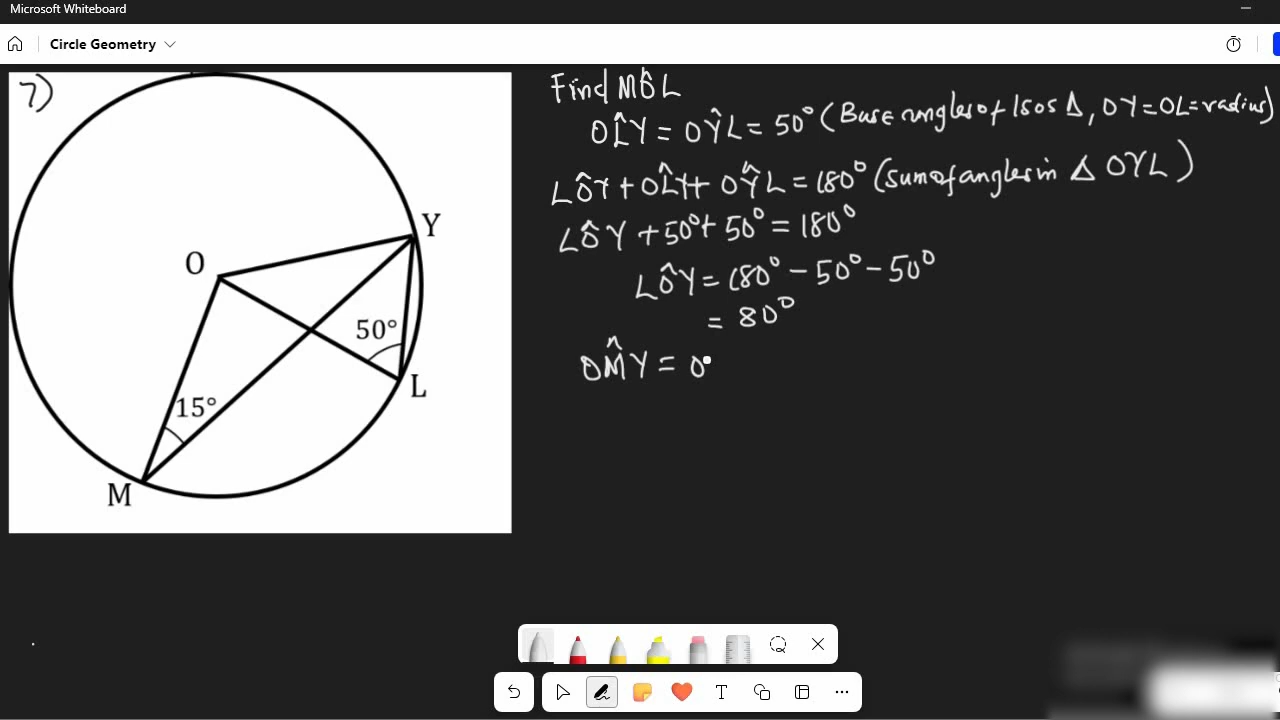 Microsoft Whiteboard
Circle Geometry
7)
Y
O
50°
L
15°
M
Find MÔL
OL̂Y = OŶL = 50° (Base angles of Isos Δ, OY = OL = radius)
LÔY + OL̂Y + OŶL = 180° (sum of angles in Δ OYL)
LÔY + 50° + 50° = 180°
LÔY = 180° - 50° - 50°
= 80°
OM̂Y = O
T